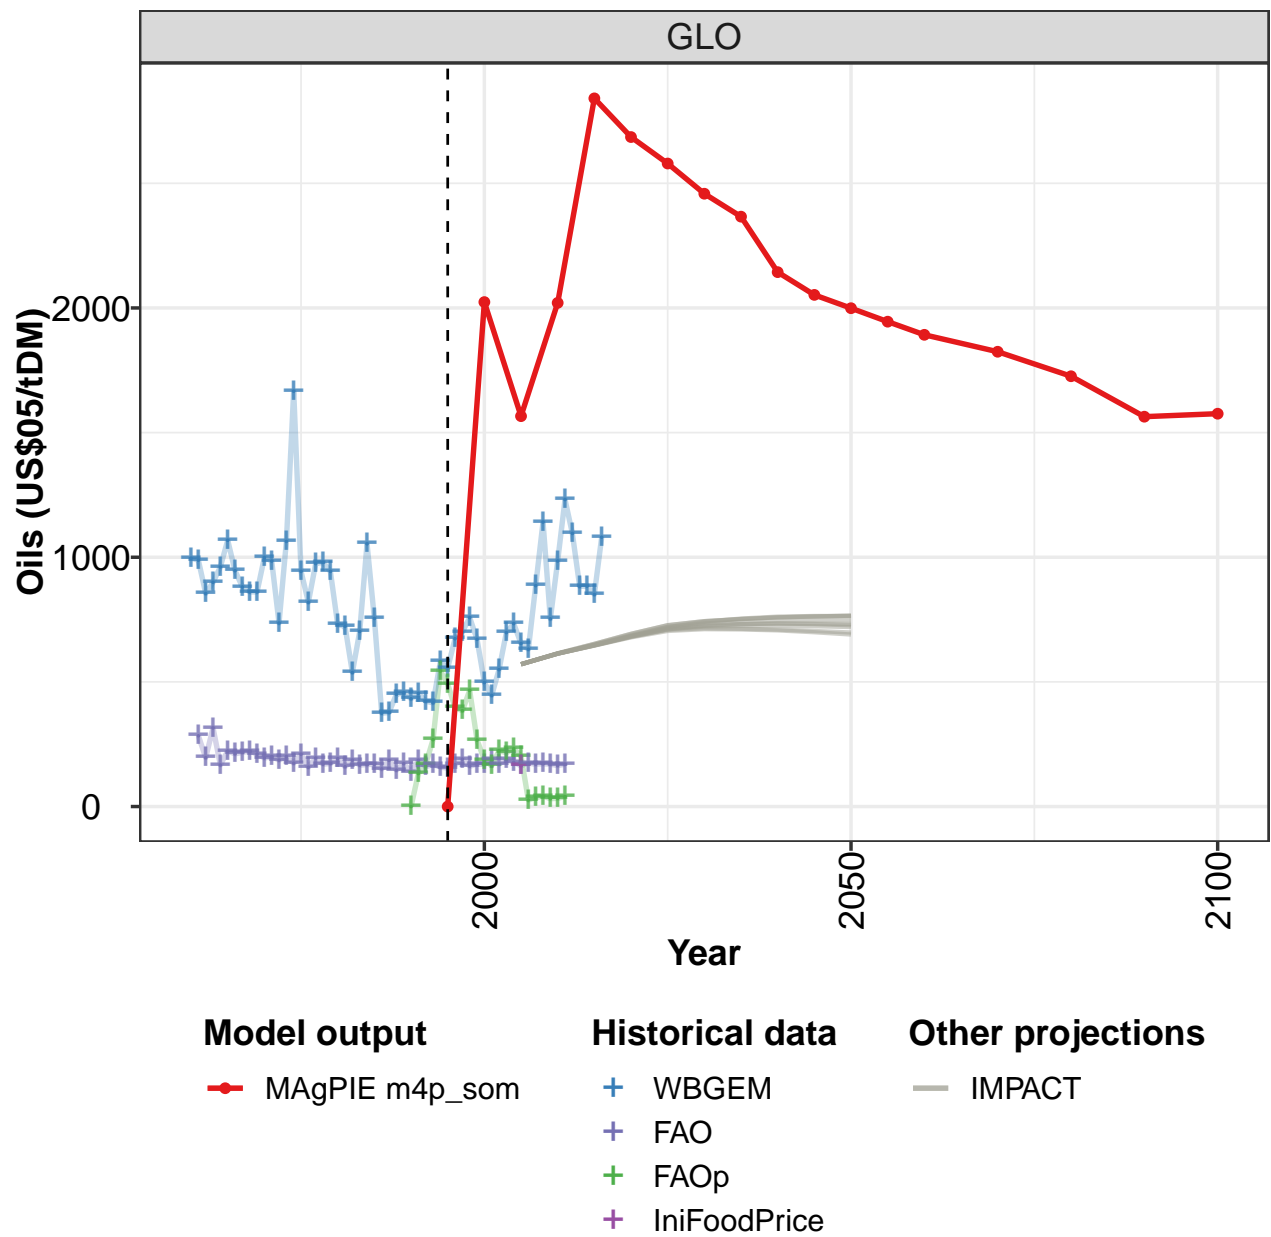 GLO
Oils (US$05/tDM)
2000
1000
0
2000
2050
2100
Year
Model output
MAgPIE m4p_som
Historical data
WBGEM
FAO
FAOp
IniFoodPrice
Other projections
IMPACT